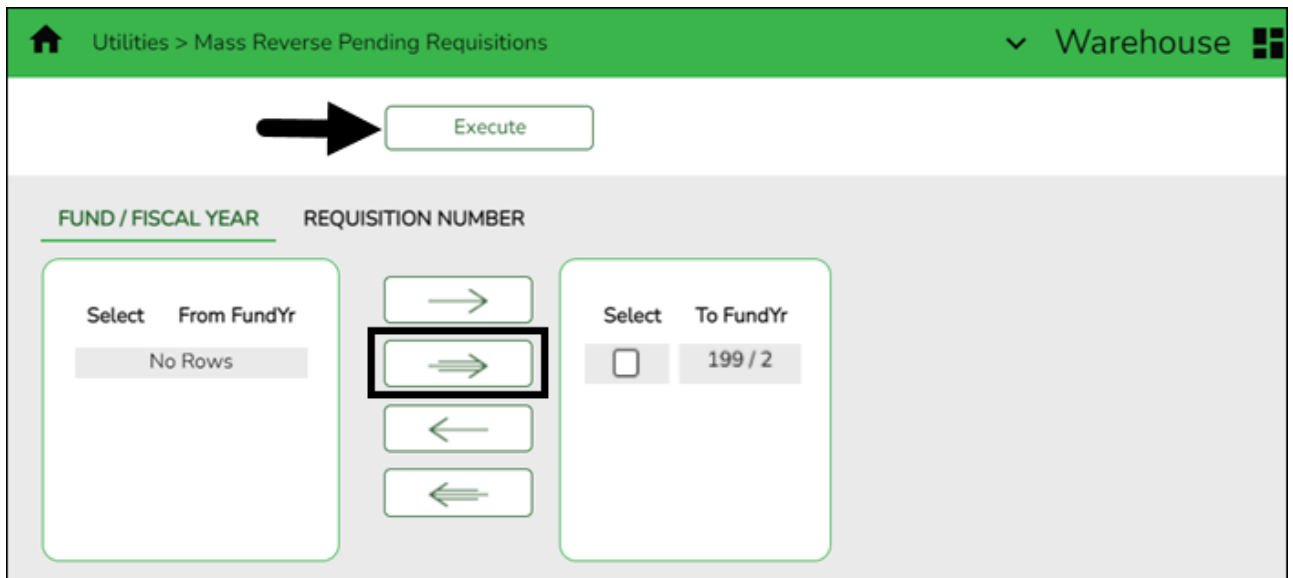 Utilities > Mass Reverse Pending Requisitions
Warehouse
Execute
FUND / FISCAL YEAR REQUISITION NUMBER
Select From FundYr
No Rows
Select To FundYr
199 / 2